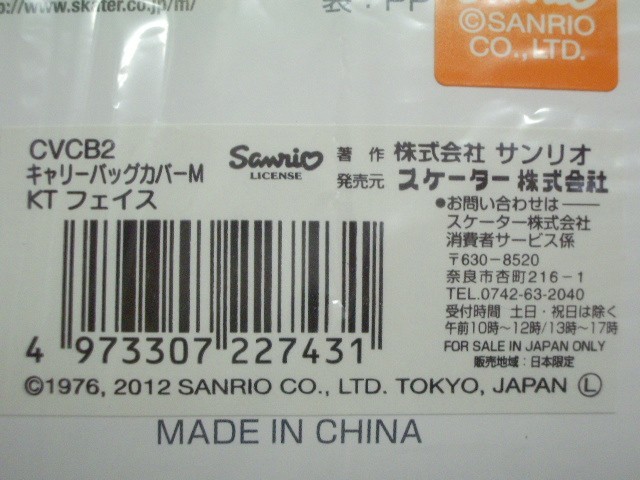 ://www.skater.co.jp/m/
装:PP
©SANRIO
CO.,LTD.
CVCB2
キャリーバッグカバーM
KT フェイス
Sanrio
LICENSE
著 作 株式会社 サンリオ
発売元 スケーター 株式会社
●お問い合わせは
スケーター株式会社
消費者サービス係
〒630-8520
奈良市杏町216-1
TEL.0742-63-2040
受付時間 土日・祝日は除く
午前10時~12時/13時~17時
FOR SALE IN JAPAN ONLY
販売地域:日本限定
4 973307 227431
©1976, 2012 SANRIO CO., LTD. TOKYO, JAPAN Ⓛ
MADE IN CHINA